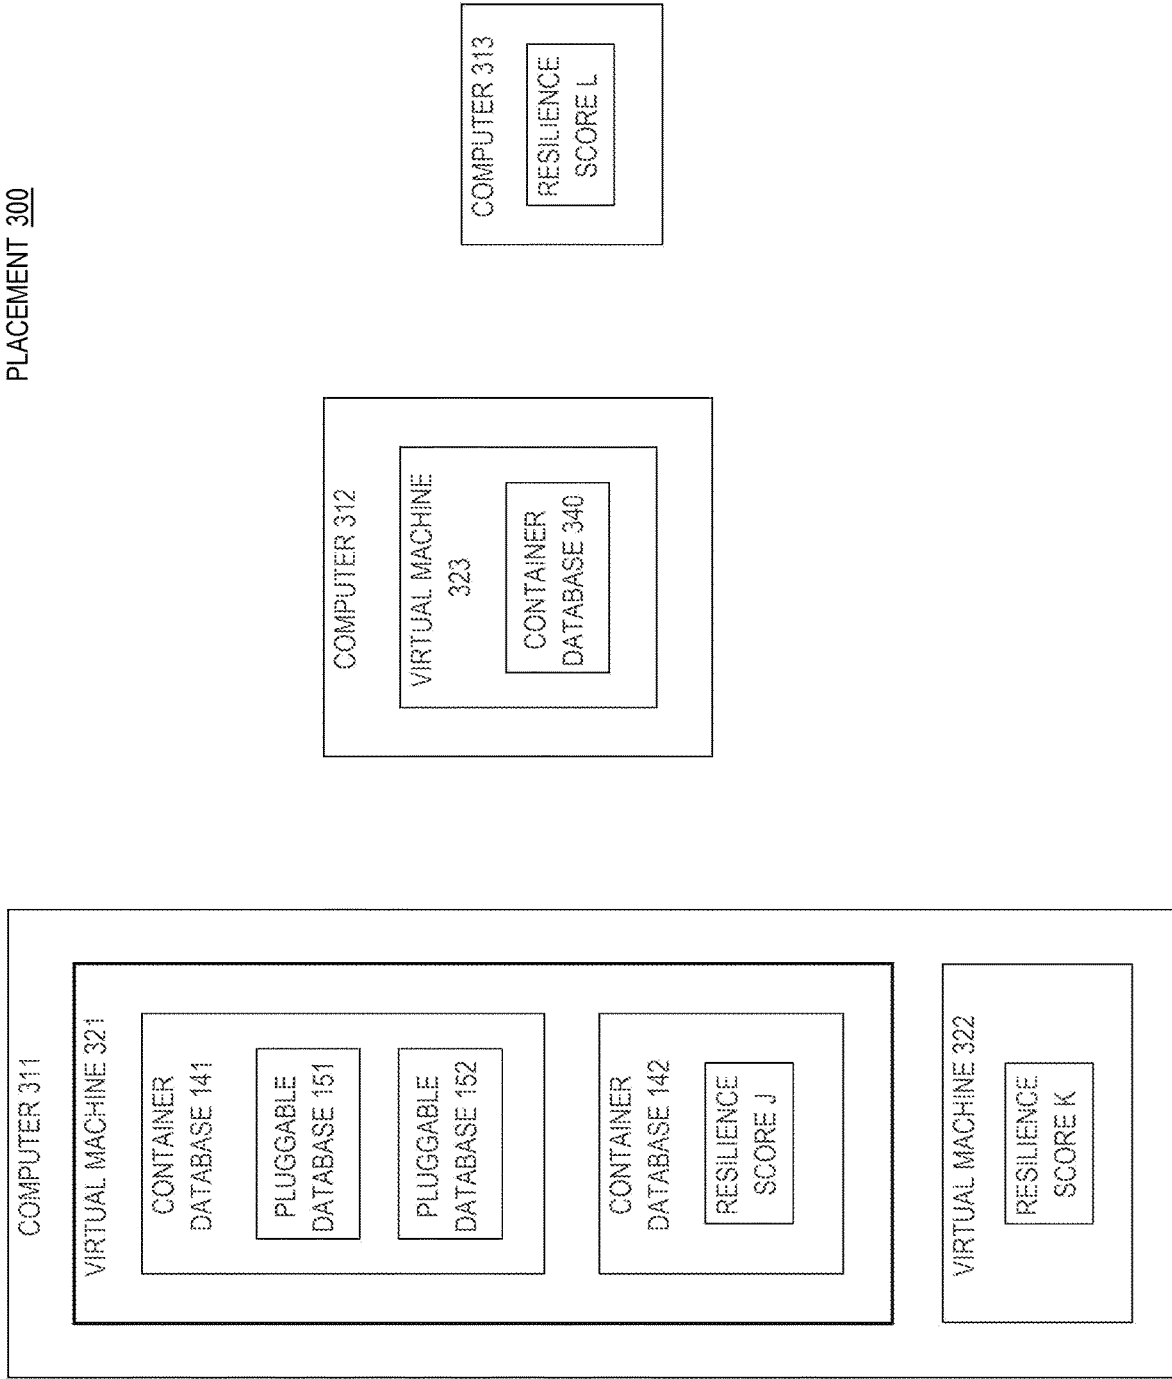 PLACEMENT 300
COMPUTER 311
VIRTUAL MACHINE 321
CONTAINER
DATABASE 141
PLUGGABLE
DATABASE 151
PLUGGABLE
DATABASE 152
CONTAINER
DATABASE 142
RESILIENCE
SCORE J
VIRTUAL MACHINE 322
RESILIENCE
SCORE K
COMPUTER 312
VIRTUAL MACHINE
323
CONTAINER
DATABASE 340
COMPUTER 313
RESILIENCE
SCORE L